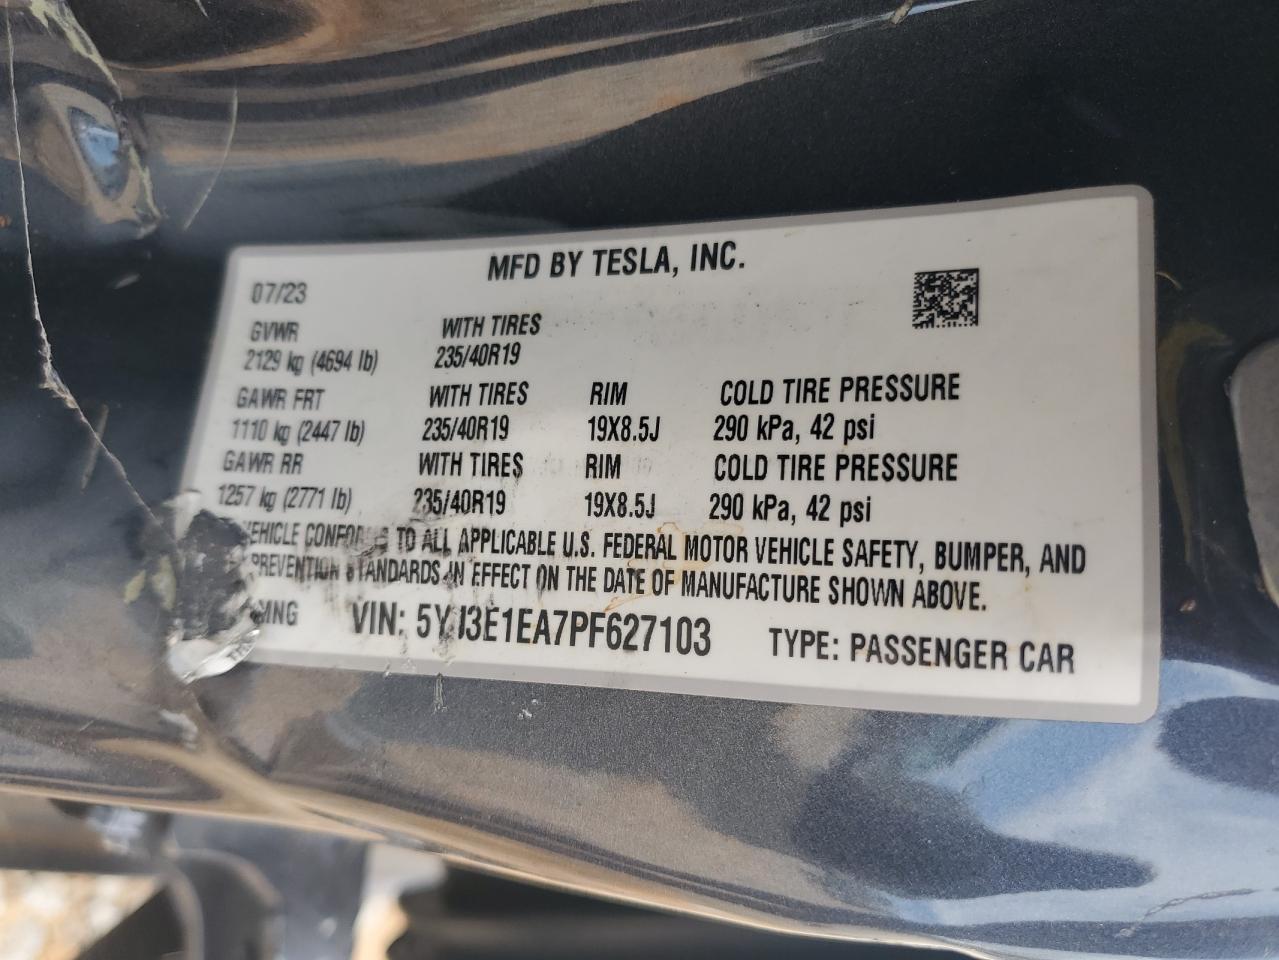 MFD BY TESLA, INC.
07/23
GVWR WITH TIRES
2129 kg (4694 lb) 235/40R19
GAWR FRT WITH TIRES RIM COLD TIRE PRESSURE
1110 kg (2447 lb) 235/40R19 19X8.5J 290 kPa, 42 psi
GAWR RR WITH TIRES RIM COLD TIRE PRESSURE
1257 kg (2771 lb) 235/40R19 19X8.5J 290 kPa, 42 psi
VEHICLE CONFORMS TO ALL APPLICABLE U.S. FEDERAL MOTOR VEHICLE SAFETY, BUMPER, AND
PREVENTION STANDARDS IN EFFECT ON THE DATE OF MANUFACTURE SHOWN ABOVE.
VIN: 5YJ3E1EA7PF627103 TYPE: PASSENGER CAR